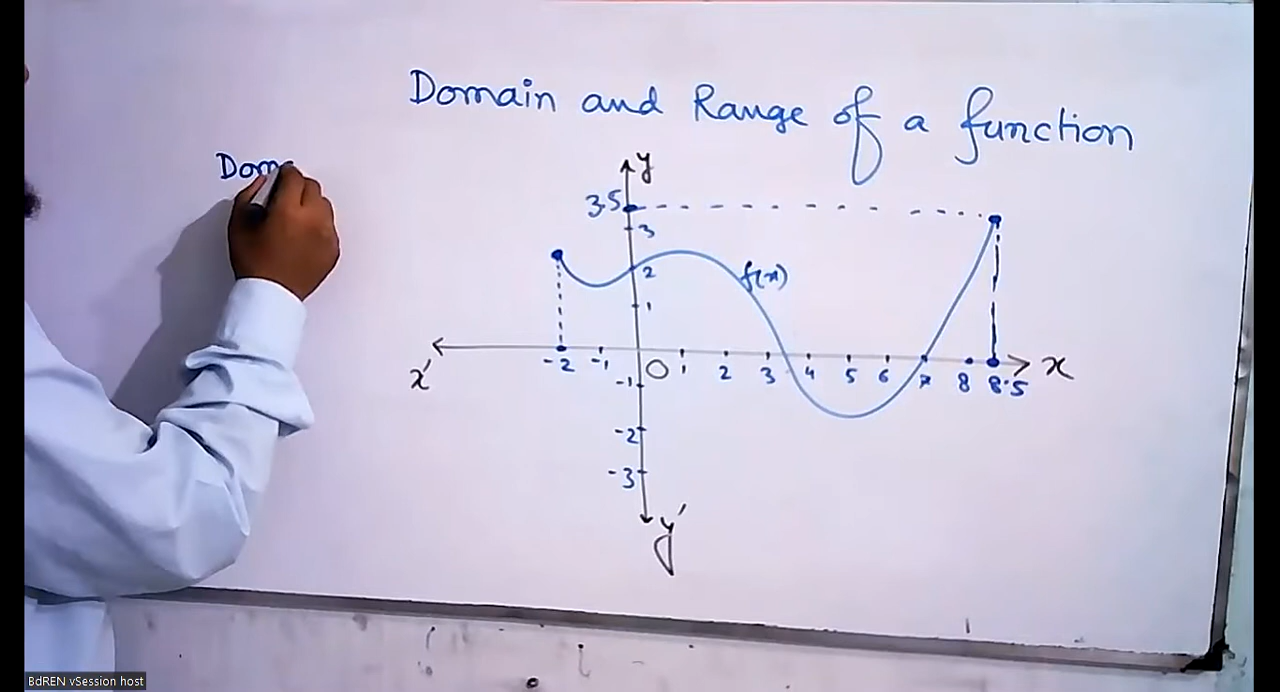 Domain and Range of a function
Dom
y
3.5
3
2
f(x)
1
x'
-2 -1 O 1 2 3 4 5 6 7 8 8.5 x
-1
-2
-3
y'
BdREN vSession host